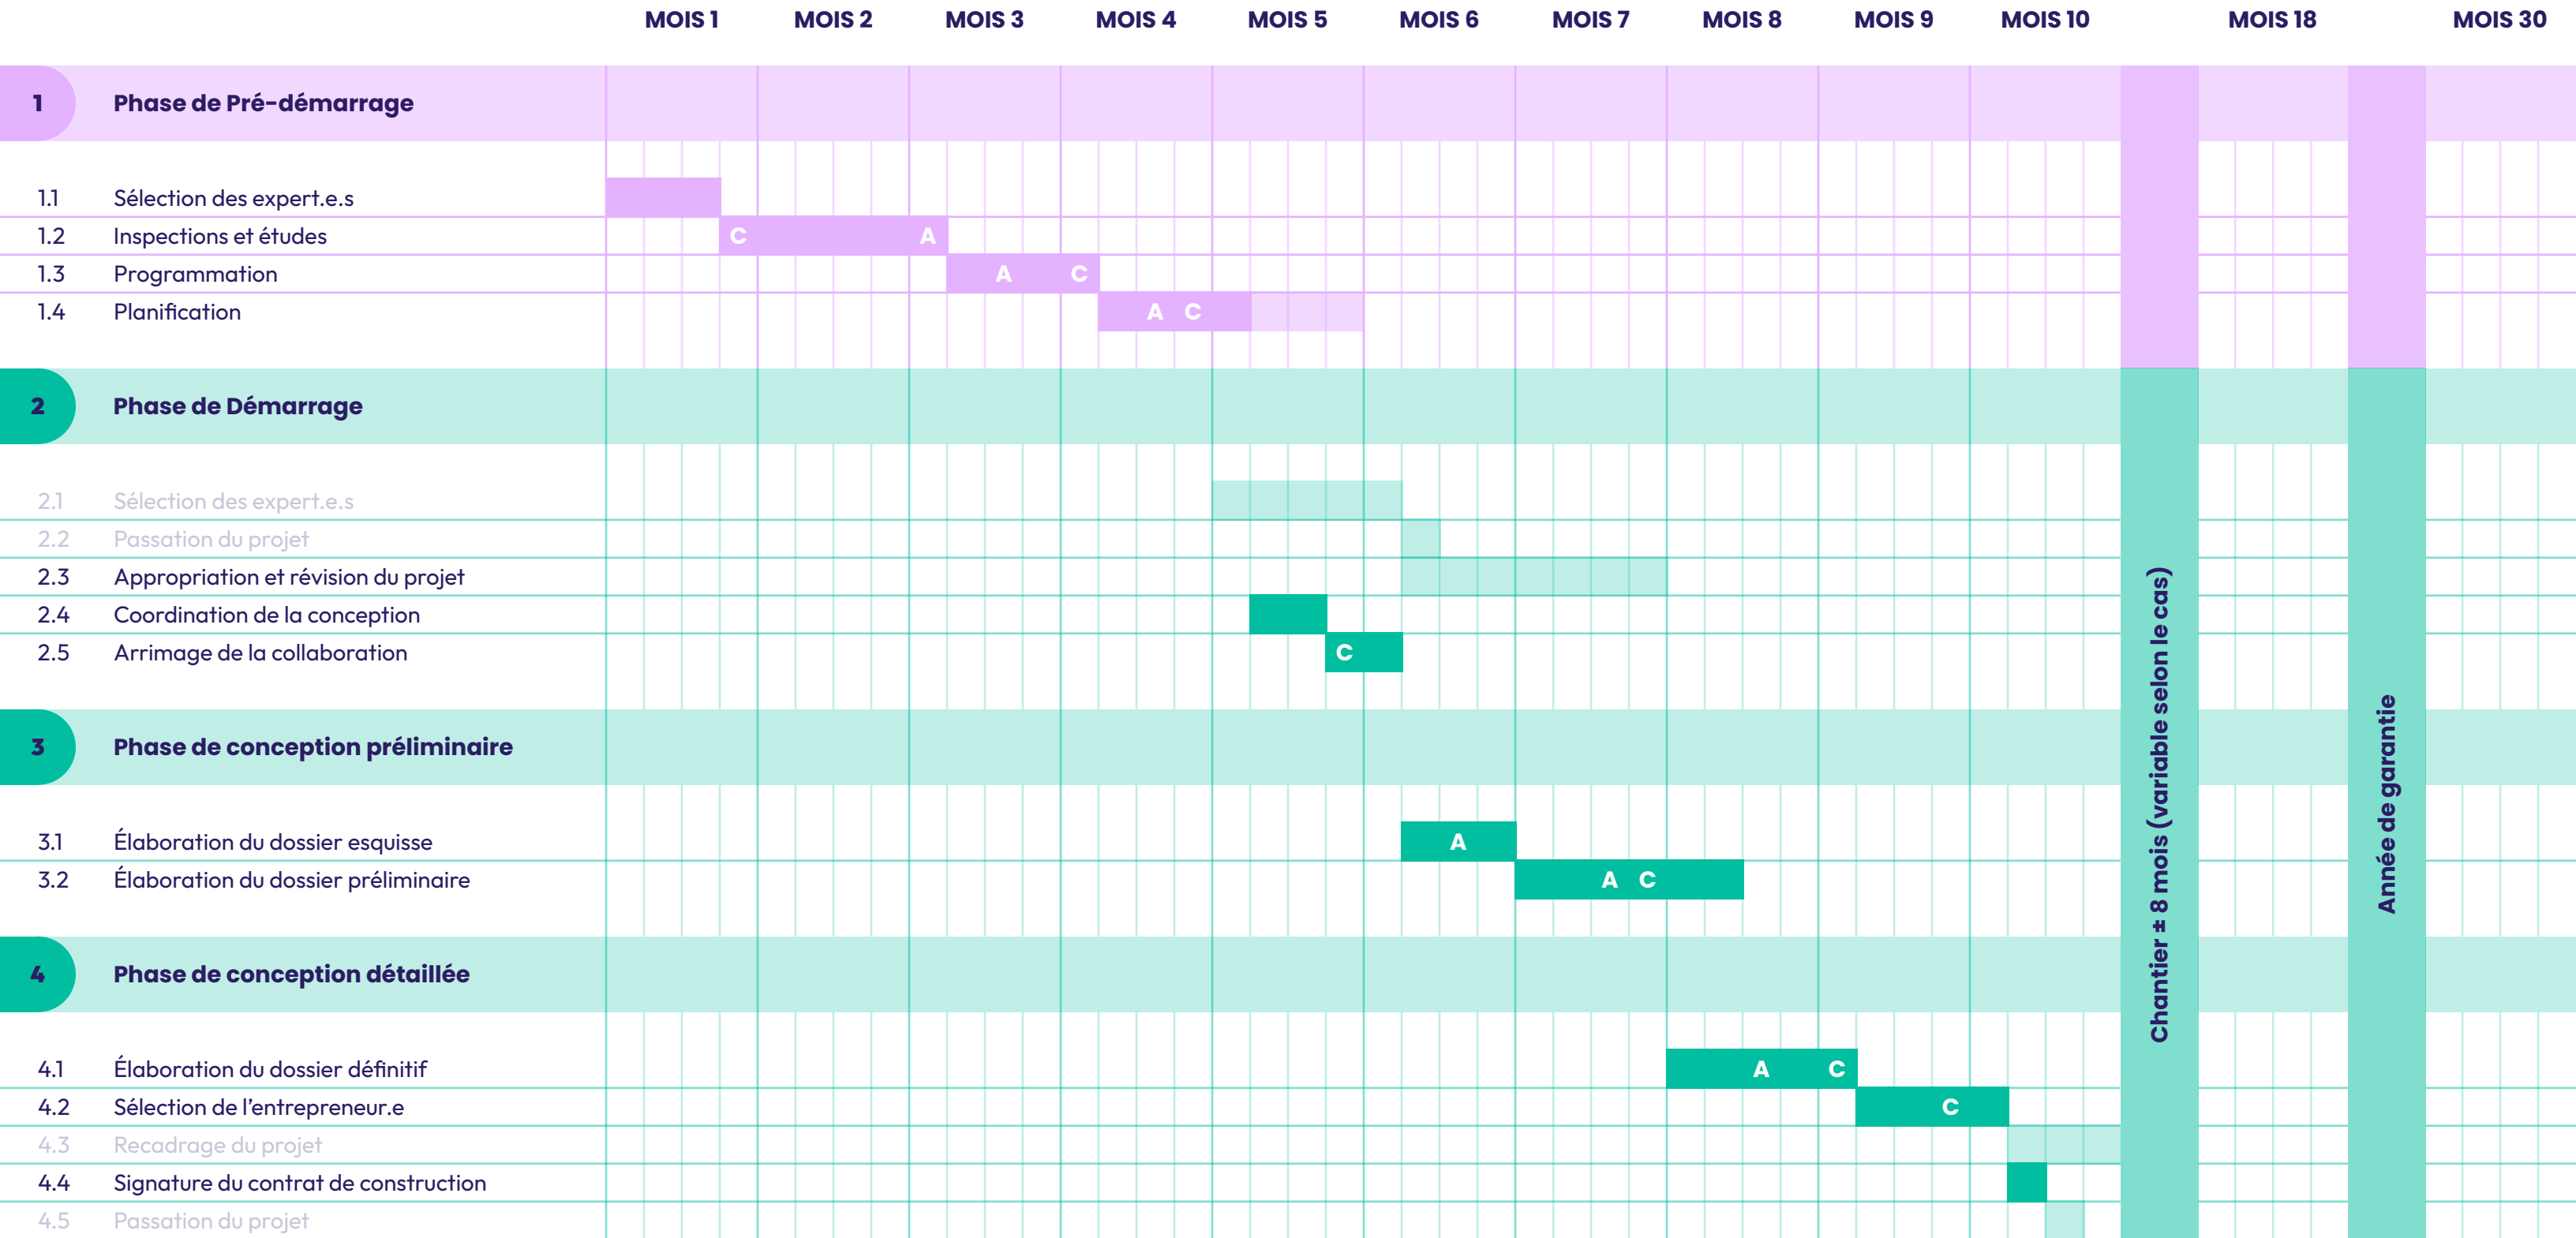 MOIS 1 MOIS 2 MOIS 3 MOIS 4 MOIS 5 MOIS 6 MOIS 7 MOIS 8 MOIS 9 MOIS 10 MOIS 18 MOIS 30
1 Phase de Pré-démarrage
1.1 Sélection des expert.e.s
1.2 Inspections et études C A
1.3 Programmation A C
1.4 Planification A C
2 Phase de Démarrage
2.1 Sélection des expert.e.s
2.2 Passation du projet
2.3 Appropriation et révision du projet
2.4 Coordination de la conception
2.5 Arrimage de la collaboration C
3 Phase de conception préliminaire
3.1 Élaboration du dossier esquisse A
3.2 Élaboration du dossier préliminaire A C
4 Phase de conception détaillée
4.1 Élaboration du dossier définitif A C
4.2 Sélection de l'entrepreneur.e C
4.3 Recadrage du projet
4.4 Signature du contrat de construction
4.5 Passation du projet
Chantier ± 8 mois (variable selon le cas)
Année de garantie